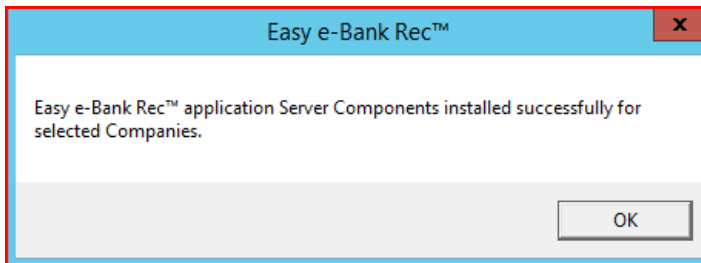 Easy e-Bank Rec™
x
Easy e-Bank Rec™ application Server Components installed successfully for
selected Companies.
OK